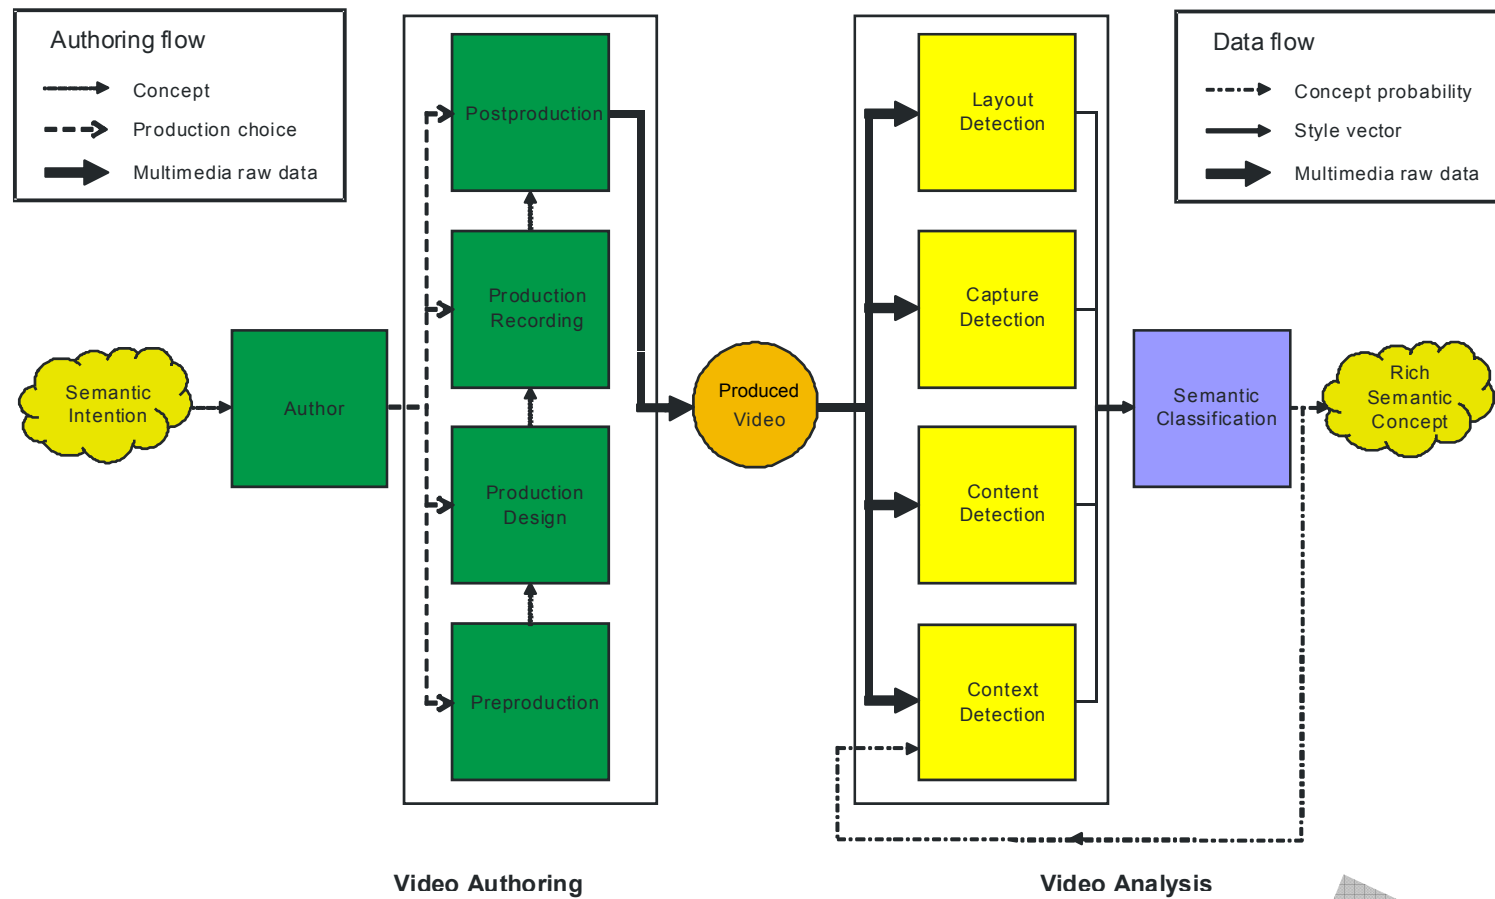 Authoring flow
Concept
Production choice
Multimedia raw data
Data flow
Concept probability
Style vector
Multimedia raw data
Semantic
Intention
Author
Postproduction
Production
Recording
Production
Design
Preproduction
Produced
Video
Layout
Detection
Capture
Detection
Content
Detection
Context
Detection
Semantic
Classification
Rich
Semantic
Concept
Video Authoring
Video Analysis